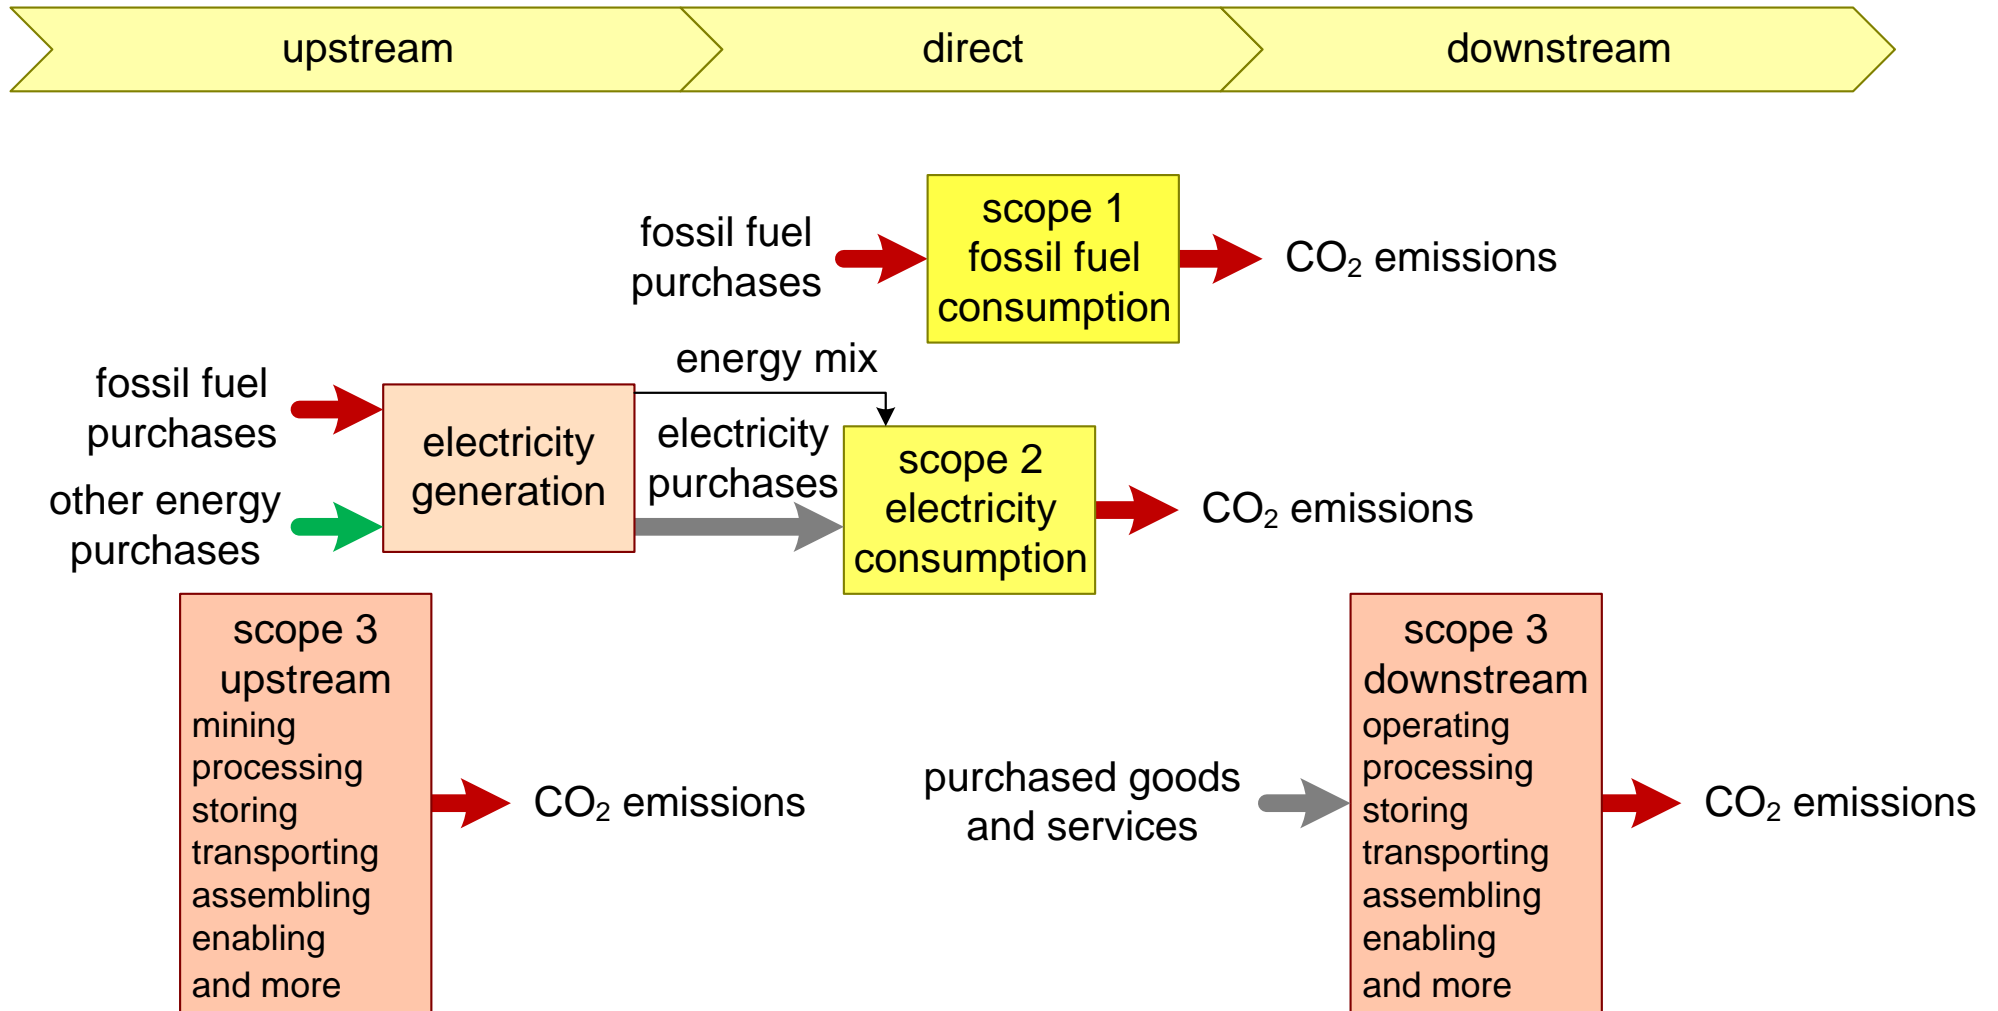 upstream
direct
downstream
fossil fuel
purchases
scope 1
fossil fuel
consumption
CO₂ emissions
energy mix
fossil fuel
purchases
other energy
purchases
electricity
generation
electricity
purchases
scope 2
electricity
consumption
CO₂ emissions
scope 3
upstream
mining
processing
storing
transporting
assembling
enabling
and more
CO₂ emissions
purchased goods
and services
scope 3
downstream
operating
processing
storing
transporting
assembling
enabling
and more
CO₂ emissions